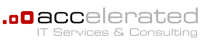 accelerated
IT Services & Consulting